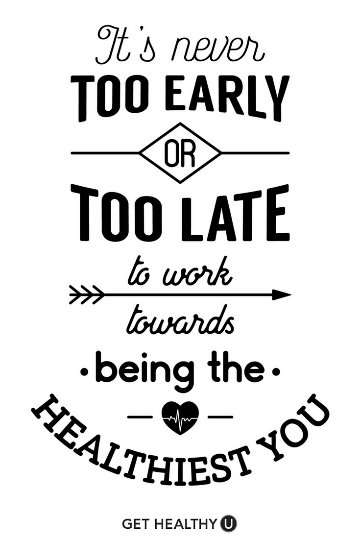 It's never
TOO EARLY
OR
TOO LATE
to work
towards
being the
HEALTHIEST YOU
GET HEALTHY U